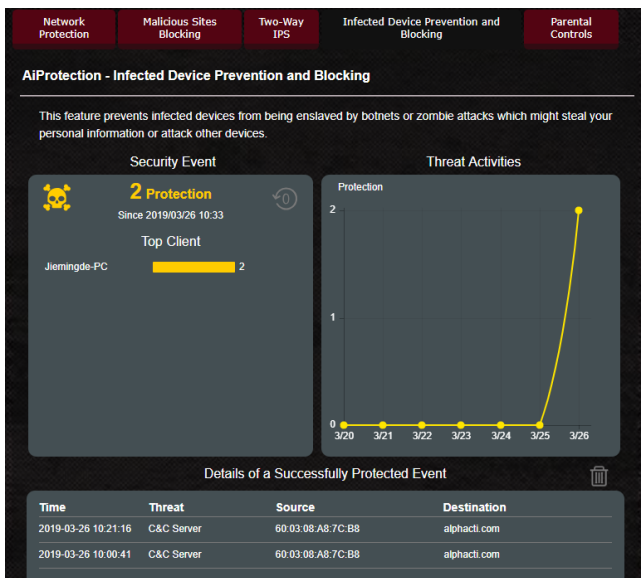 Network Protection
Malicious Sites Blocking
Two-Way IPS
Infected Device Prevention and Blocking
Parental Controls
AiProtection - Infected Device Prevention and Blocking
This feature prevents infected devices from being enslaved by botnets or zombie attacks which might steal your
personal information or attack other devices.
Security Event
Threat Activities
2 Protection
0
Since 2019/03/26 10:33
Top Client
Jiemingde-PC 2
Protection
2
1
0
3/20 3/21 3/22 3/23 3/24 3/25 3/26
Details of a Successfully Protected Event
Time Threat Source Destination
2019-03-26 10:21:16 C&C Server 60:03:08:A8:7C:B8 alphacti.com
2019-03-26 10:00:41 C&C Server 60:03:08:A8:7C:B8 alphacti.com